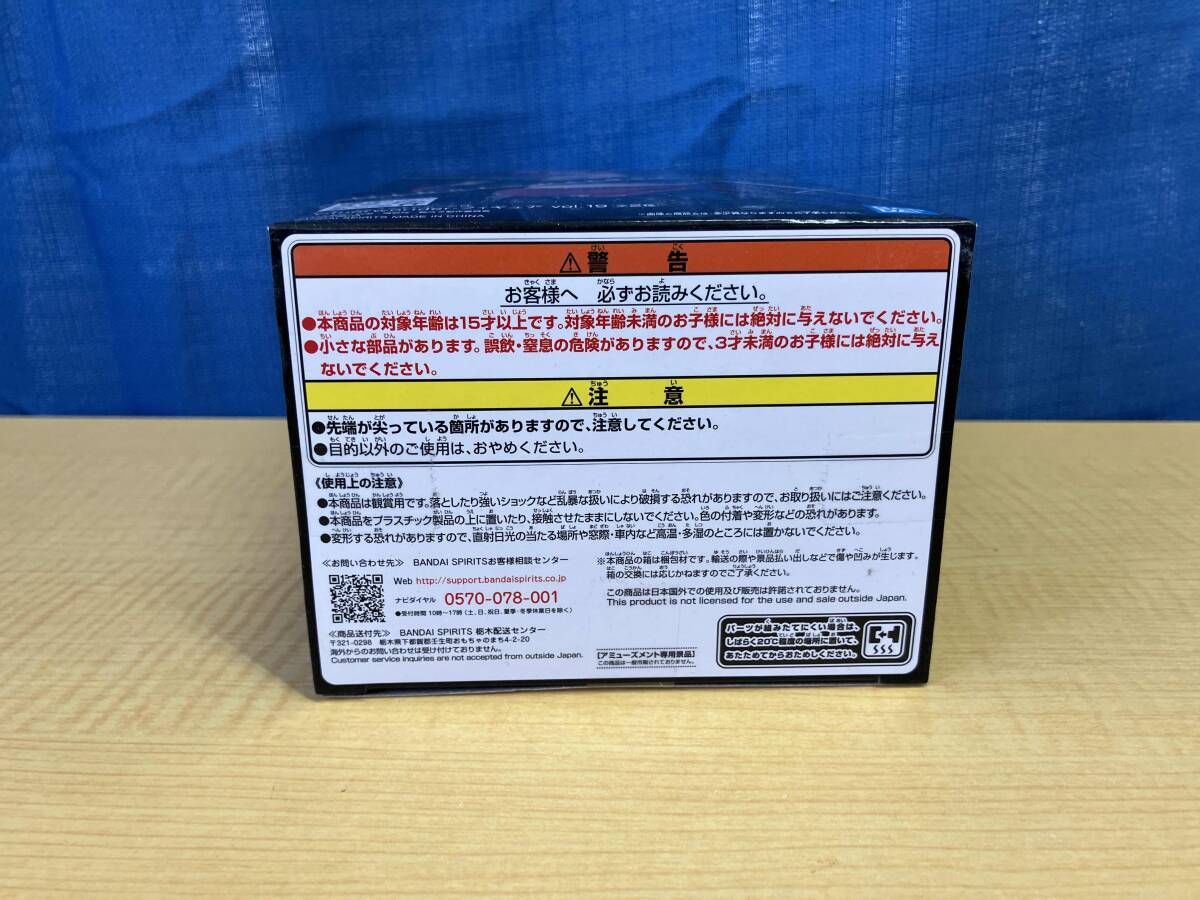 MADE IN CHINA
⚠警告
お客様へ 必ずお読みください。
●本商品の対象年齢は15才以上です。対象年齢未満のお子様には絶対に与えないでください。
●小さな部品があります。誤飲・窒息の危険がありますので、3才未満のお子様には絶対に与え
ないでください。
⚠注意
●先端が尖っている箇所がありますので、注意してください。
●目的以外のご使用は、おやめください。
《使用上の注意》
●本商品は観賞用です。落としたり強いショックなど乱暴な扱いにより破損する恐れがありますので、お取り扱いにはご注意ください。
●本商品をプラスチック製品の上に置いたり、接触させたままにしないでください。色の付着や変形などの恐れがあります。
●変形する恐れがありますので、直射日光の当たる場所や窓際・車内など高温・多湿のところには置かないでください。
≪お問い合わせ先≫ BANDAI SPIRITSお客様相談センター
Web http://support.bandaispirits.co.jp
ナビダイヤル 0570-078-001
●受付時間 10時～17時（土、日、祝日、夏季・冬季休業日を除く）
≪商品送付先≫ BANDAI SPIRITS 栃木配送センター
〒321-0298 栃木県下都賀郡壬生町おもちゃのまち4-2-20
海外からのお問い合わせは受け付けておりません。
Customer service inquiries are not accepted from outside Japan.
※本商品の箱は梱包材です。輸送の際や景品払い出しなどで傷や凹みが生じます。
箱の交換には応じかねますのでご了承ください。
この商品は日本国外での使用及び販売は許諾されておりません。
This product is not licensed for the use and sale outside Japan.
【アミューズメント専用景品】
この商品は一般市販されておりません。
パーツが組みたてにくい場合は、
しばらく20℃程度の場所に置いて、
あたためてからおためしください。